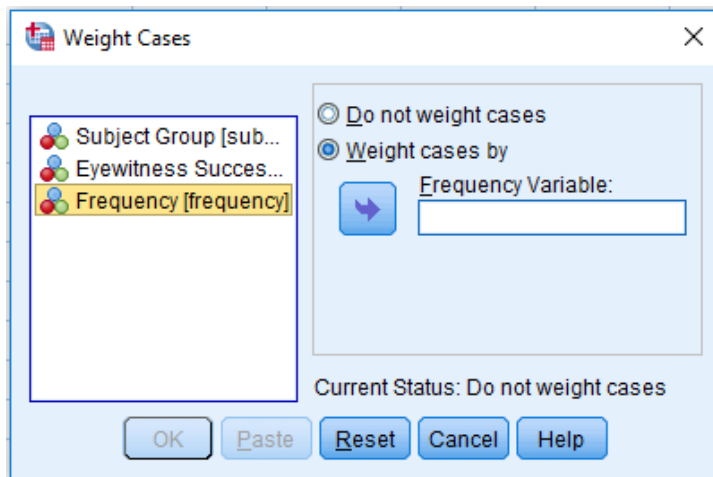 Weight Cases
Subject Group [sub...
Eyewitness Succes...
Frequency [frequency]
Do not weight cases
Weight cases by
Frequency Variable:
Current Status: Do not weight cases
OK Paste Reset Cancel Help